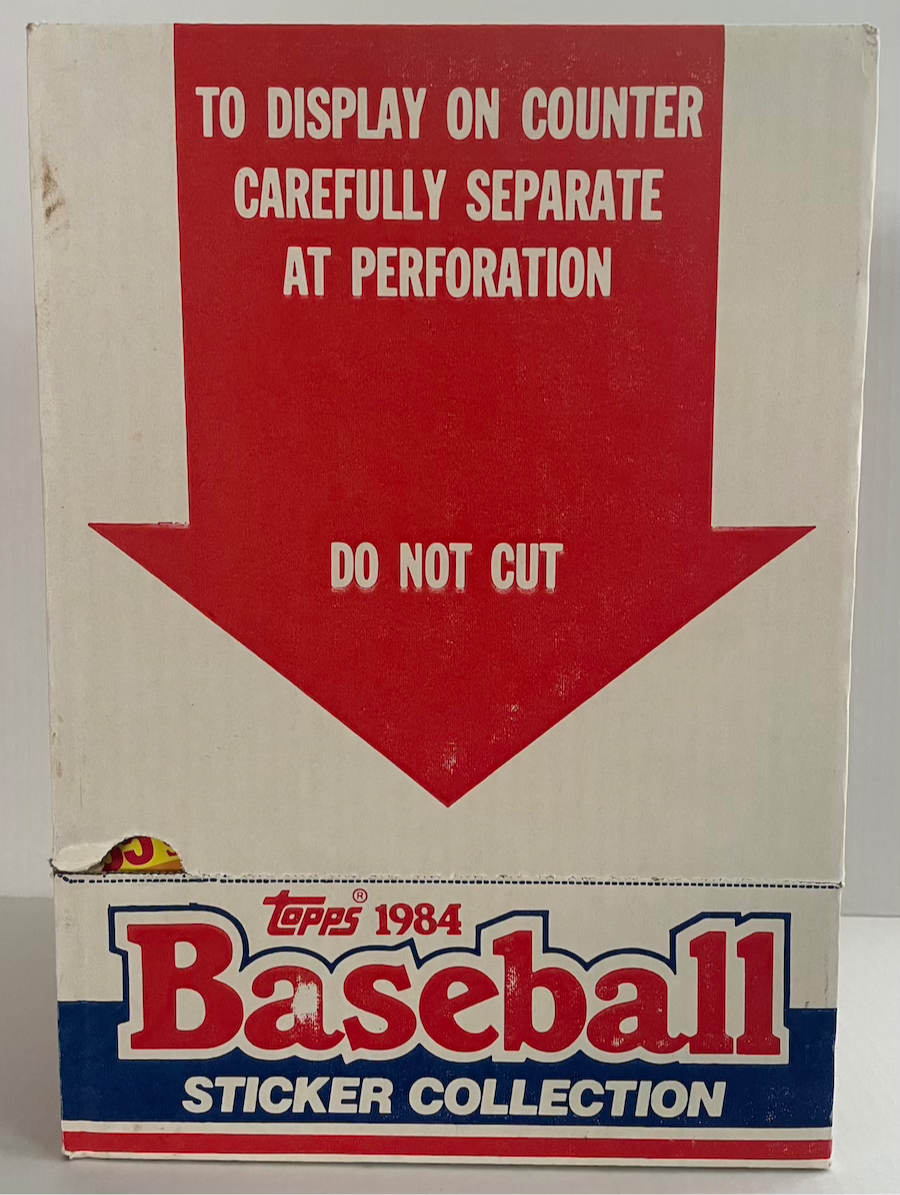 TO DISPLAY ON COUNTER
CAREFULLY SEPARATE
AT PERFORATION
DO NOT CUT
topps® 1984
Baseball
STICKER COLLECTION